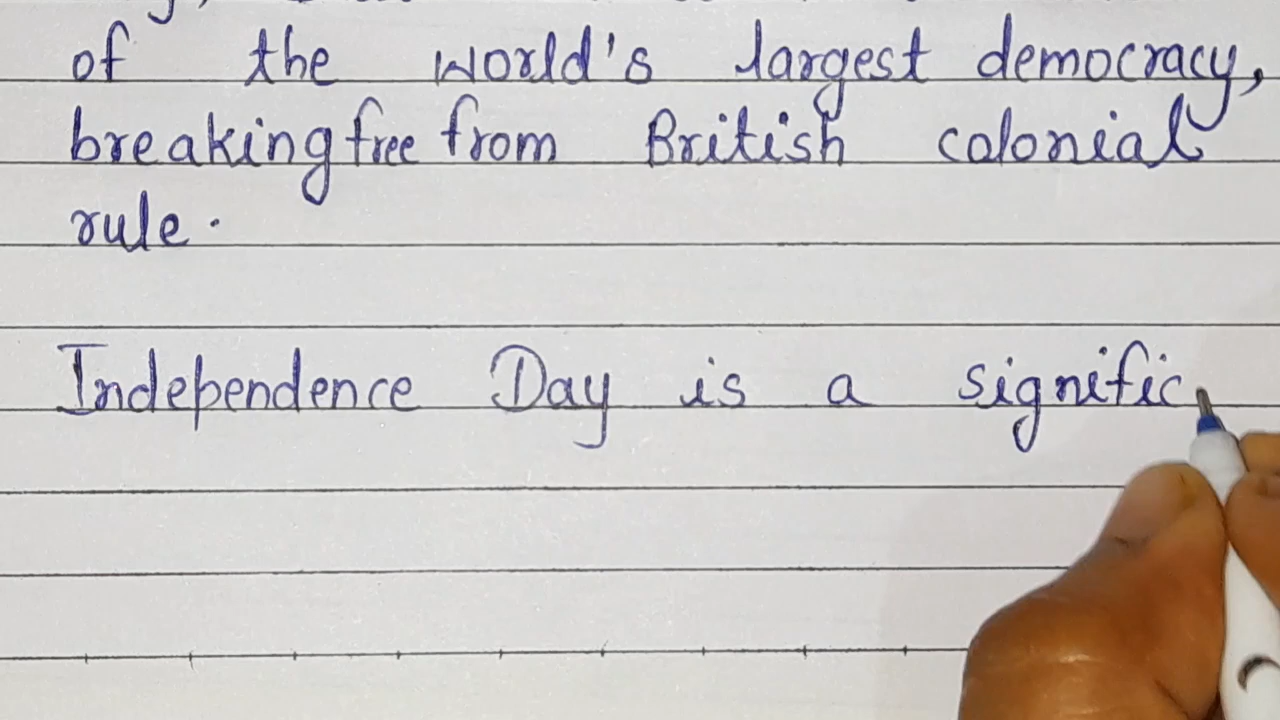 of the world's largest democracy,
breaking free from British colonial
rule.
Independence Day is a signific